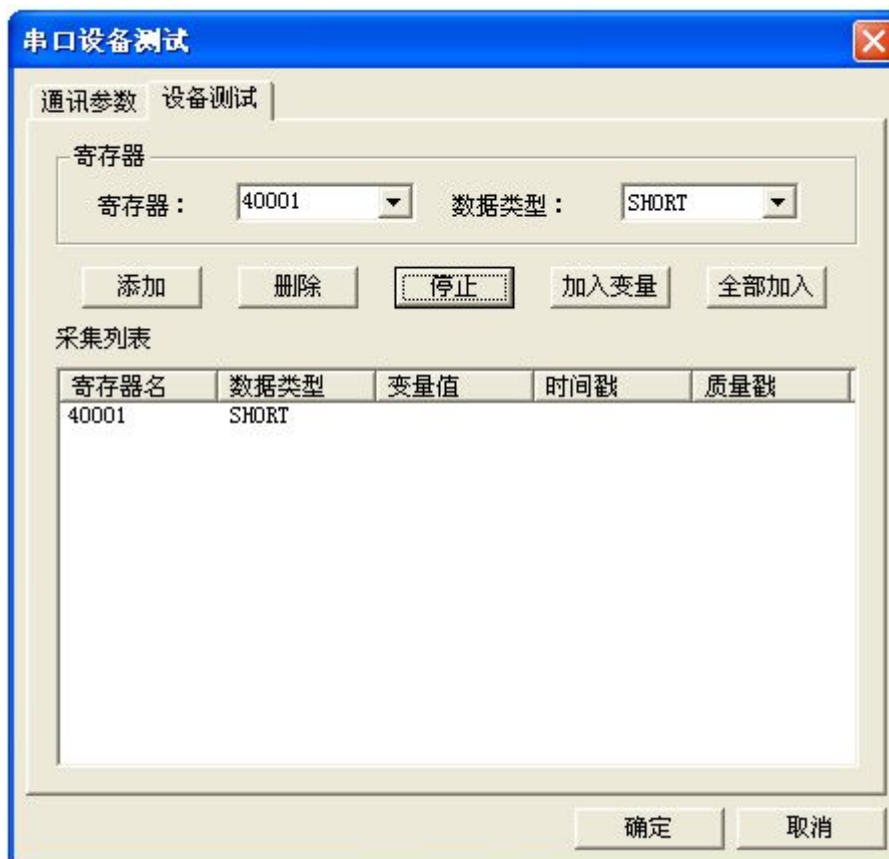 串口设备测试
通讯参数 设备测试
寄存器
寄存器： 40001 数据类型： SHORT
添加 删除 停止 加入变量 全部加入
采集列表
寄存器名 数据类型 变量值 时间戳 质量戳
40001 SHORT
确定 取消